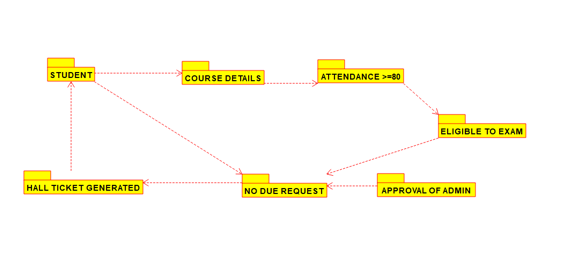 STUDENT
COURSE DETAILS
ATTENDANCE >=80
ELIGIBLE TO EXAM
HALL TICKET GENERATED
NO DUE REQUEST
APPROVAL OF ADMIN